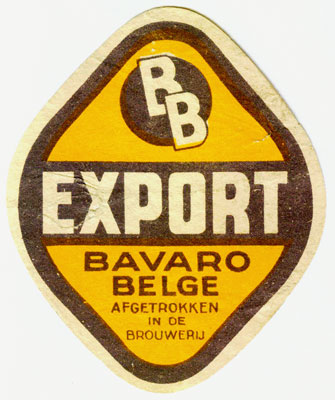 BB
EXPORT
BAVARO
BELGE
AFGETROKKEN
IN DE
BROUWERIJ